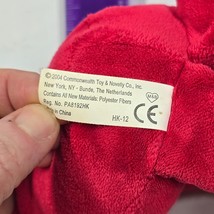 © 2004 Commonwealth Toy & Novelty Co., Inc.
New York, NY - Bunde, The Netherlands
Contains All New Materials: Polyester Fibers
Reg. No. PA8192HK
Made in China
HK-12
CE